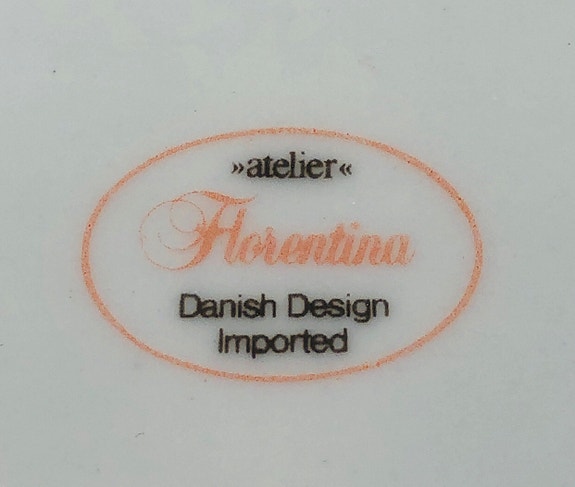 »atelier«
Florentina
Danish Design
Imported